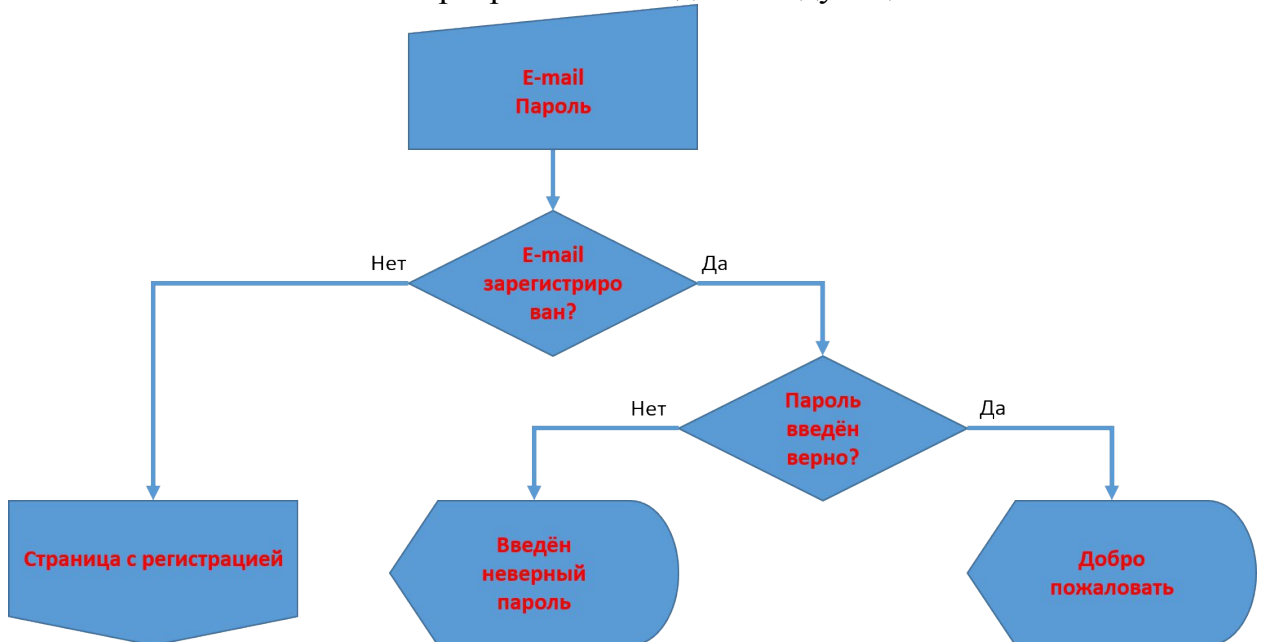 E-mail
Пароль
E-mail
зарегистриро
ван?
Нет
Да
Пароль
введён
верно?
Нет
Да
Страница с регистрацией
Введён
неверный
пароль
Добро
пожаловать